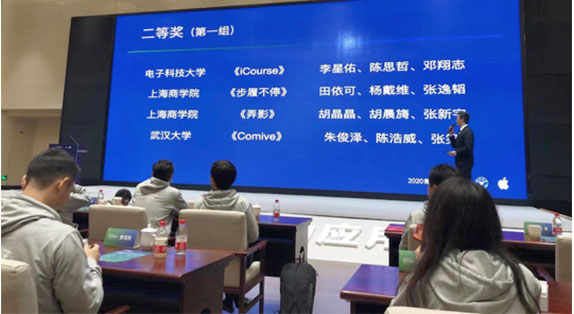 二等奖（第一组）
电子科技大学 《iCourse》 李星佑、陈思哲、邓翔志
上海商学院 《步履不停》 田依可、杨戴维、张逸韬
上海商学院 《弄影》 胡晶晶、胡晨旖、张新宇
武汉大学 《Comive》 朱俊泽、陈浩威、张
2020
应用